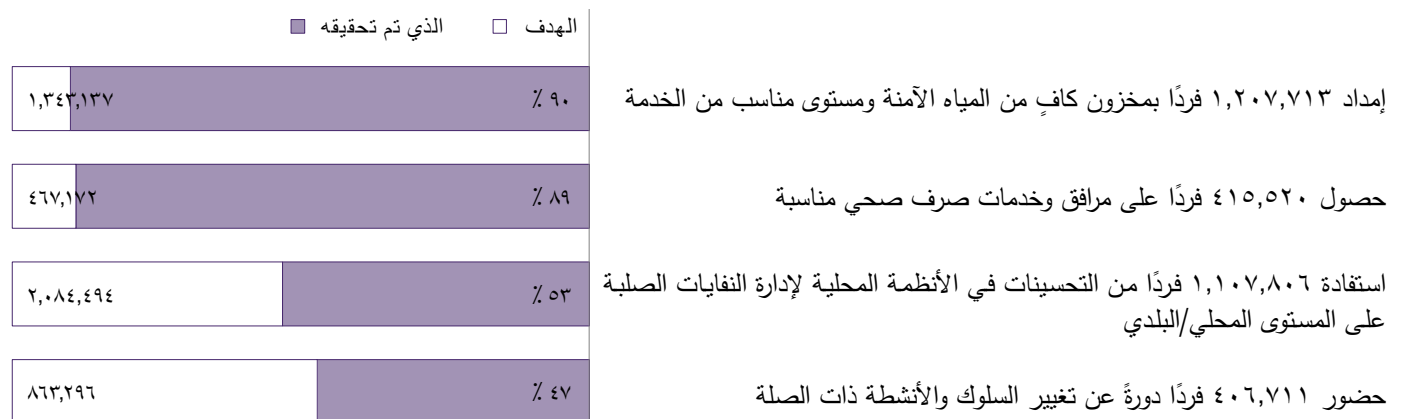 الهدف الذي تم تحقيقه
إمداد ١,٢٠٧,٧١٣ فردًا بمخزون كافٍ من المياه الآمنة ومستوى مناسب من الخدمة
٩٠ ٪ ١,٣٤٣,١٣٧
حصول ٤١٥,٥٢٠ فردًا على مرافق وخدمات صرف صحي مناسبة
٨٩ ٪ ٤٦٧,١٧٢
استفادة ١,١٠٧,٨٠٦ فردًا من التحسينات في الأنظمة المحلية لإدارة النفايات الصلبة
على المستوى المحلي/البلدي
٥٣ ٪ ٢,٠٨٤,٤٩٤
حضور ٤٠٦,٧١١ فردًا دورةً عن تغيير السلوك والأنشطة ذات الصلة
٤٧ ٪ ٨٦٣,٢٩٦